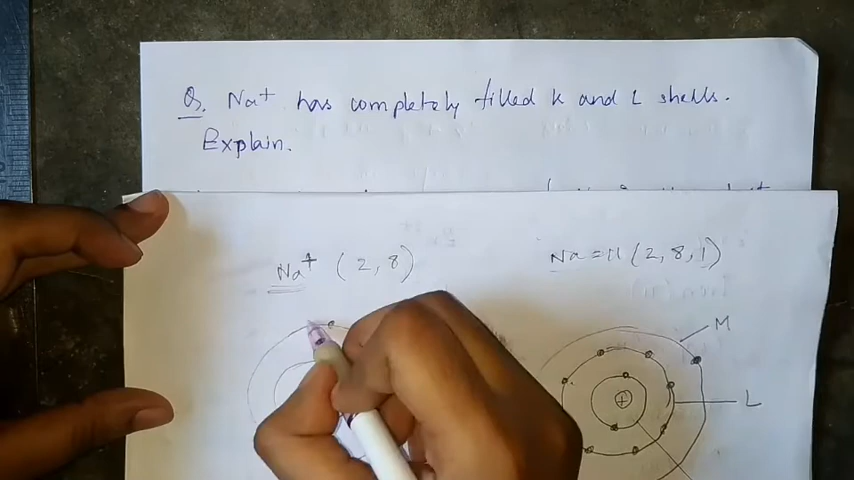 Q. Na+ has completely filled K and L shells.
Explain.
Na+ (2,8)
Na = 11 (2,8,1)
M
+
L